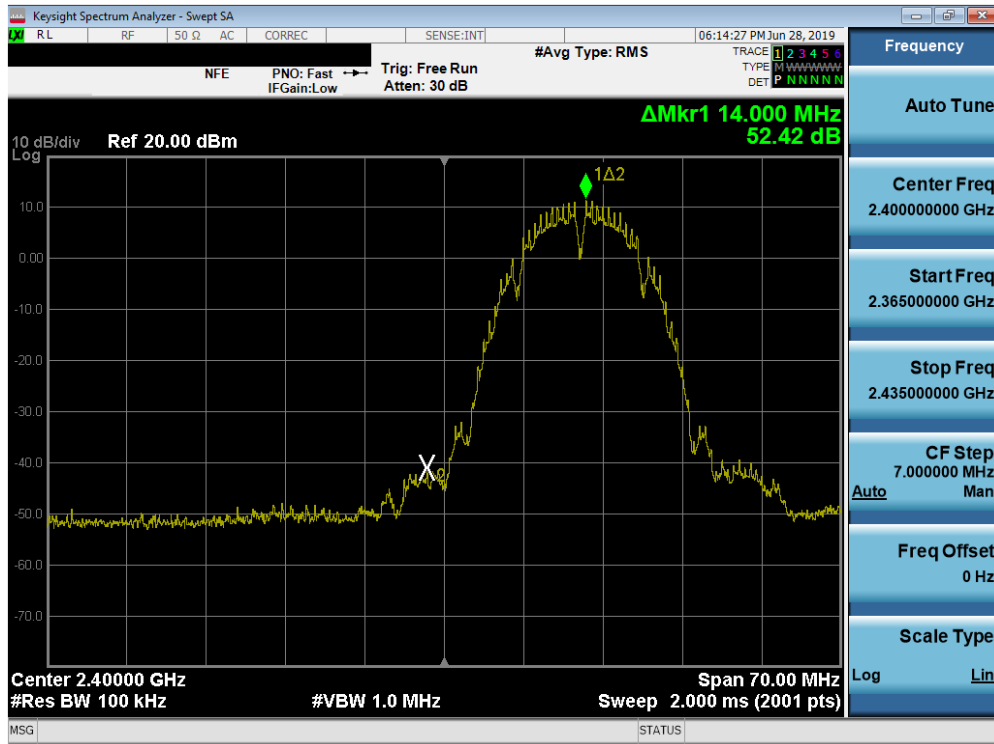 Keysight Spectrum Analyzer - Swept SA
LXI RL RF 50 Ω AC CORREC SENSE:INT 06:14:27 PM Jun 28, 2019
#Avg Type: RMS
TRACE 1 2 3 4 5 6
TYPE M W W W W W
DET P N N N N N
NFE PNO: Fast Trig: Free Run
IFGain:Low Atten: 30 dB
ΔMkr1 14.000 MHz
52.42 dB
10 dB/div Ref 20.00 dBm
Log
1Δ2
10.0
0.00
-10.0
-20.0
-30.0
-40.0
2
-50.0
-60.0
-70.0
Center 2.40000 GHz Span 70.00 MHz
#Res BW 100 kHz #VBW 1.0 MHz Sweep 2.000 ms (2001 pts)
MSG STATUS
Frequency
Auto Tune
Center Freq
2.400000000 GHz
Start Freq
2.365000000 GHz
Stop Freq
2.435000000 GHz
CF Step
7.000000 MHz
Auto Man
Freq Offset
0 Hz
Scale Type
Log Lin